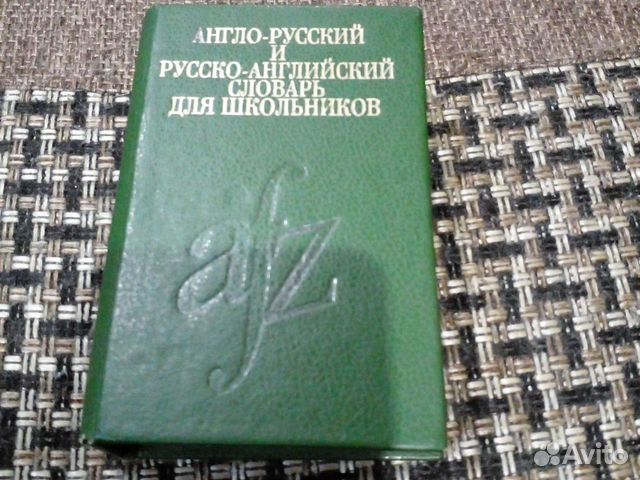 АНГЛО-РУССКИЙ
И
РУССКО-АНГЛИЙСКИЙ
СЛОВАРЬ
ДЛЯ ШКОЛЬНИКОВ
a∫z
Avito